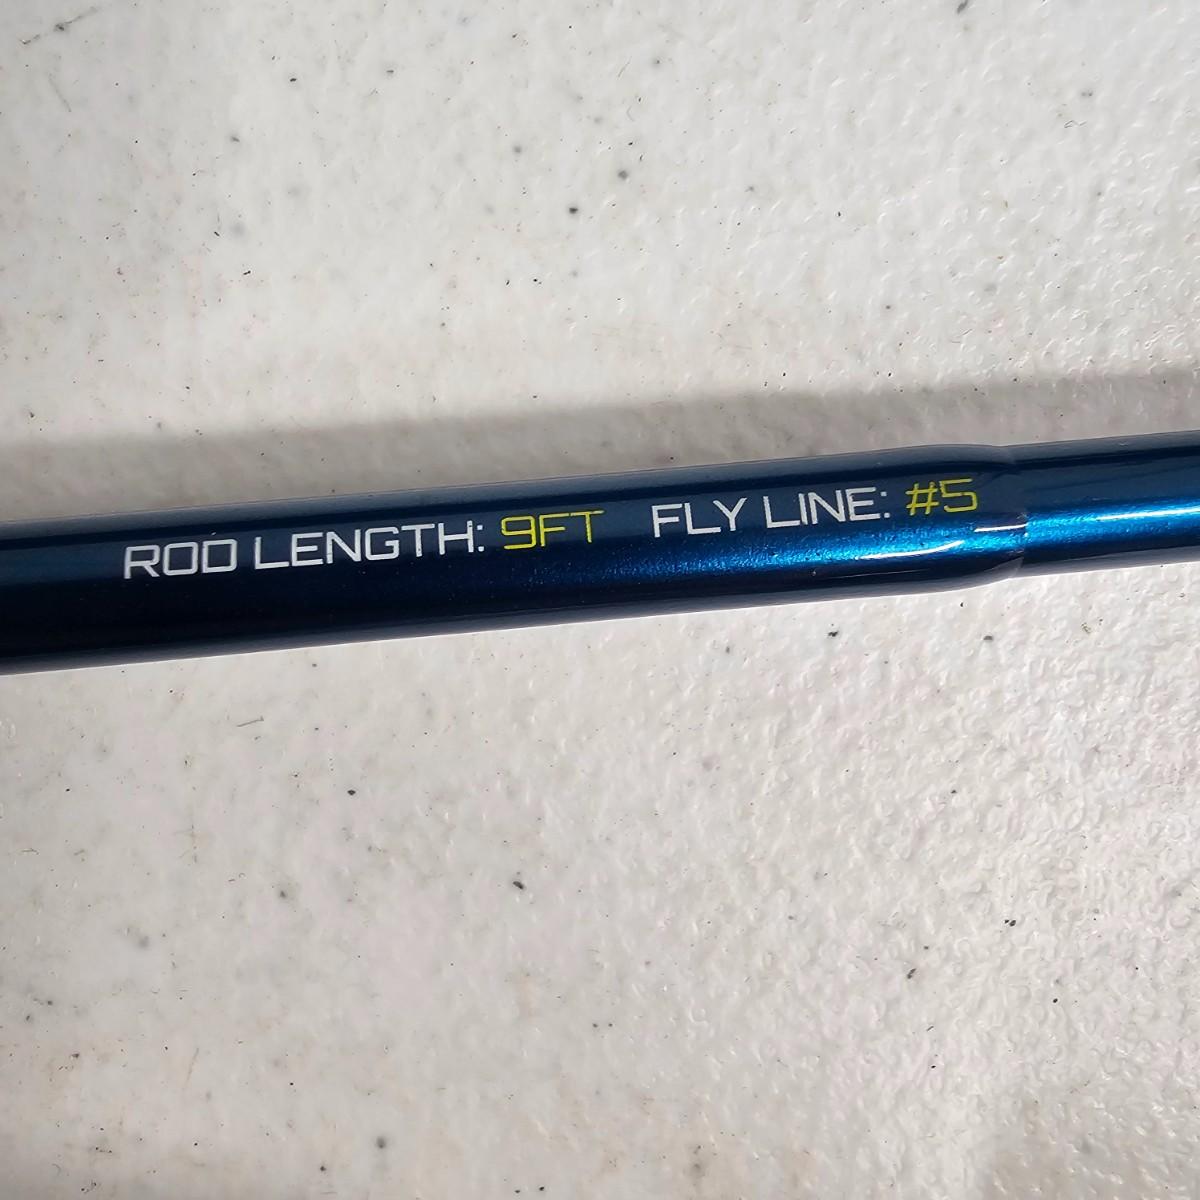 ROD LENGTH: 9FT FLY LINE: #5